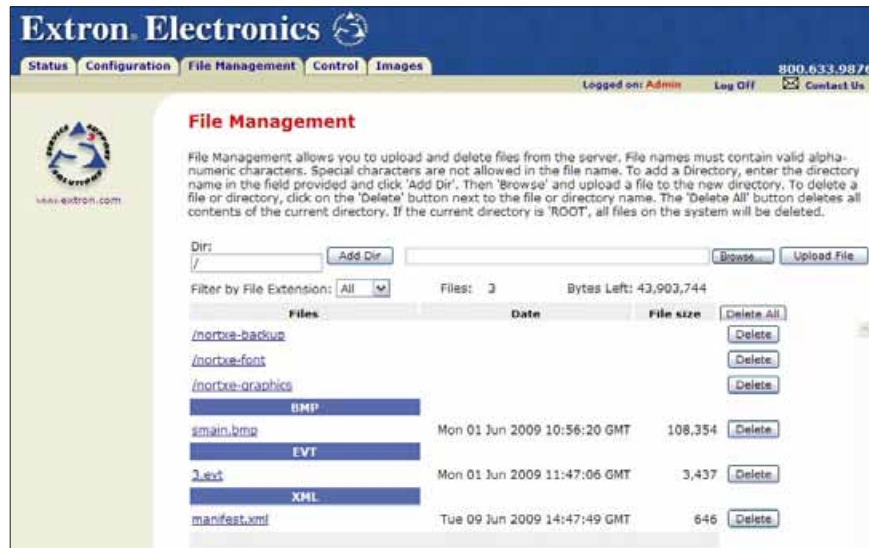 Extron Electronics
Status Configuration File Management Control Images
800.633.9876
Logged on: Admin Log Off Contact Us
SERVICE SUPPORT SOLUTIONS
www.extron.com
File Management
File Management allows you to upload and delete files from the server. File names must contain valid alpha-
numeric characters. Special characters are not allowed in the file name. To add a Directory, enter the directory
name in the field provided and click 'Add Dir'. Then 'Browse' and upload a file to the new directory. To delete a
file or directory, click on the 'Delete' button next to the file or directory name. The 'Delete All' button deletes all
contents of the current directory. If the current directory is 'ROOT', all files on the system will be deleted.
Dir:
/ Add Dir Browse... Upload File
Filter by File Extension: All Files: 3 Bytes Left: 43,903,744
Files Date File size Delete All
/nortxe-backup Delete
/nortxe-font Delete
/nortxe-graphics Delete
BMP
smain.bmp Mon 01 Jun 2009 10:56:20 GMT 108,354 Delete
EVT
3.evt Mon 01 Jun 2009 11:47:06 GMT 3,437 Delete
XML
manifest.xml Tue 09 Jun 2009 14:47:49 GMT 646 Delete